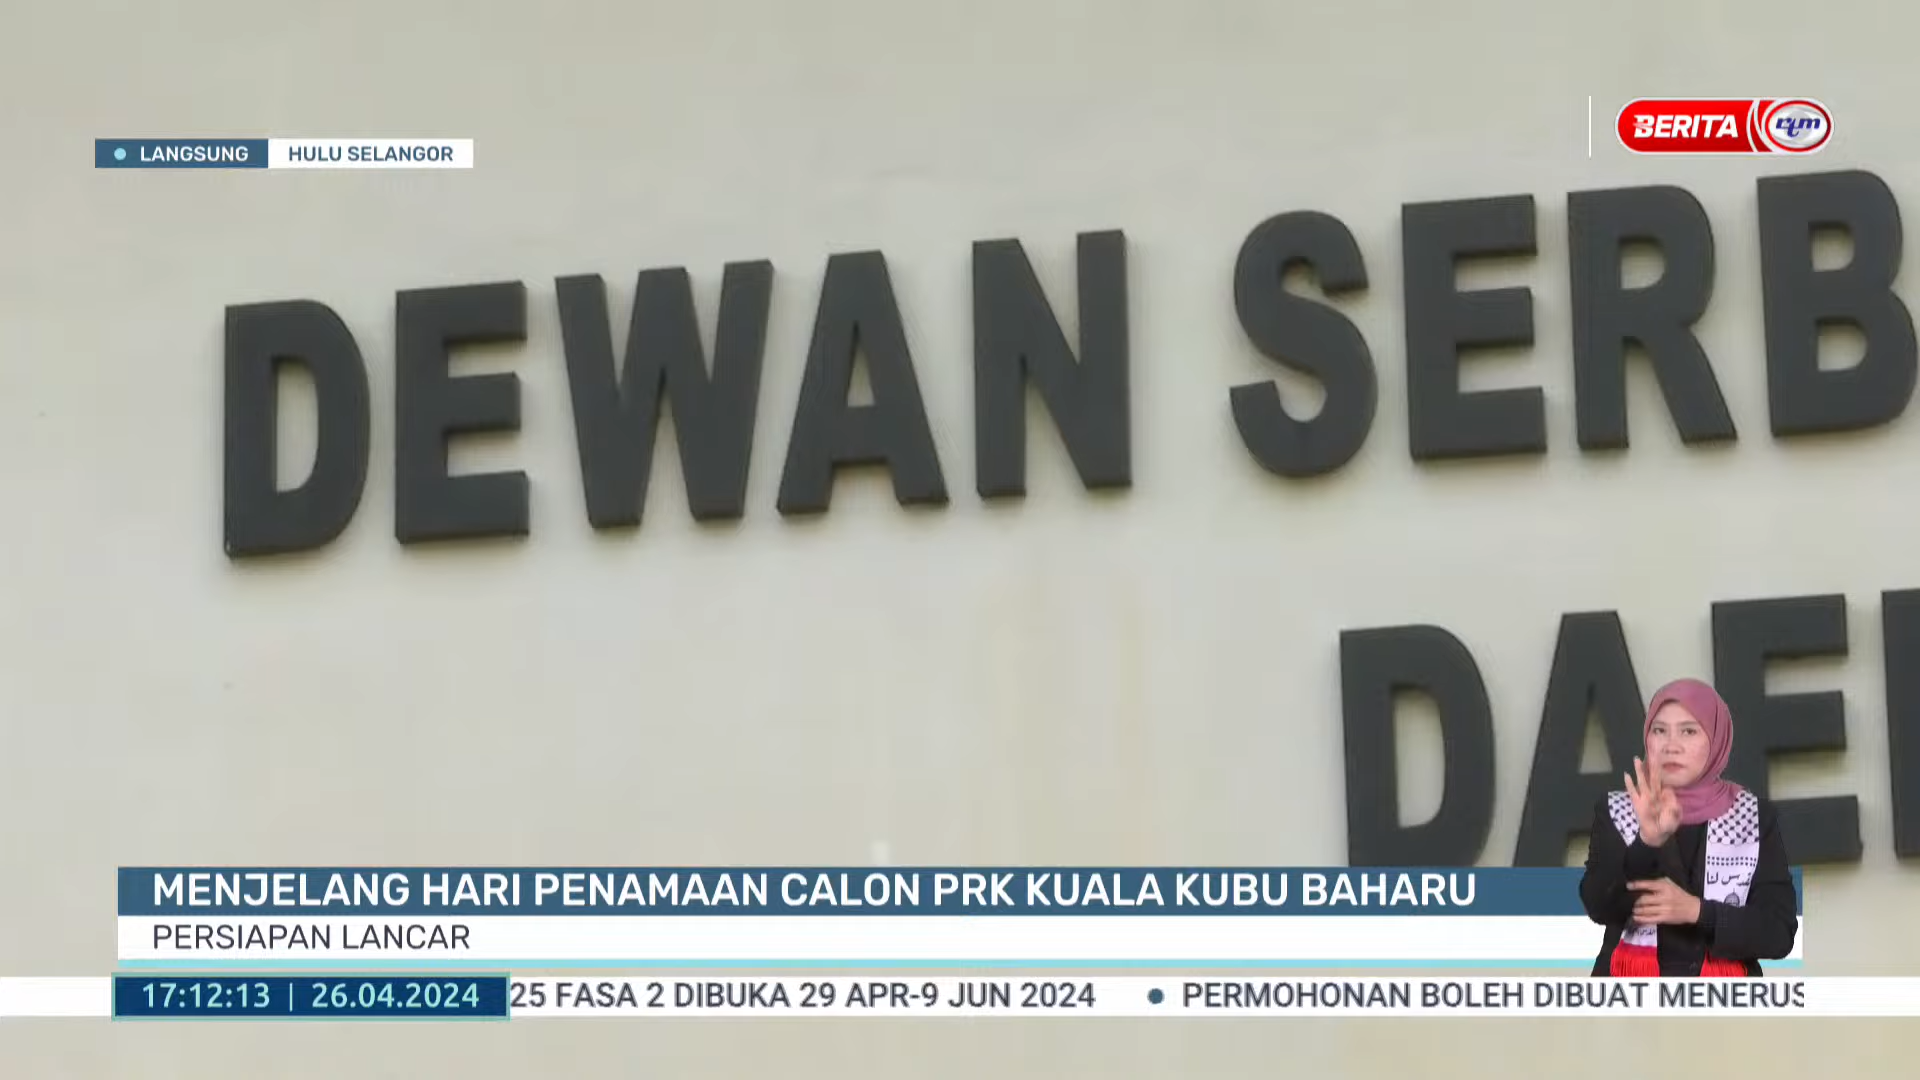 LANGSUNG HULU SELANGOR
BERITA rtm
DEWAN SERB
DAE
MENJELANG HARI PENAMAAN CALON PRK KUALA KUBU BAHARU
PERSIAPAN LANCAR
17:12:13 | 26.04.2024 25 FASA 2 DIBUKA 29 APR-9 JUN 2024 • PERMOHONAN BOLEH DIBUAT MENERUS